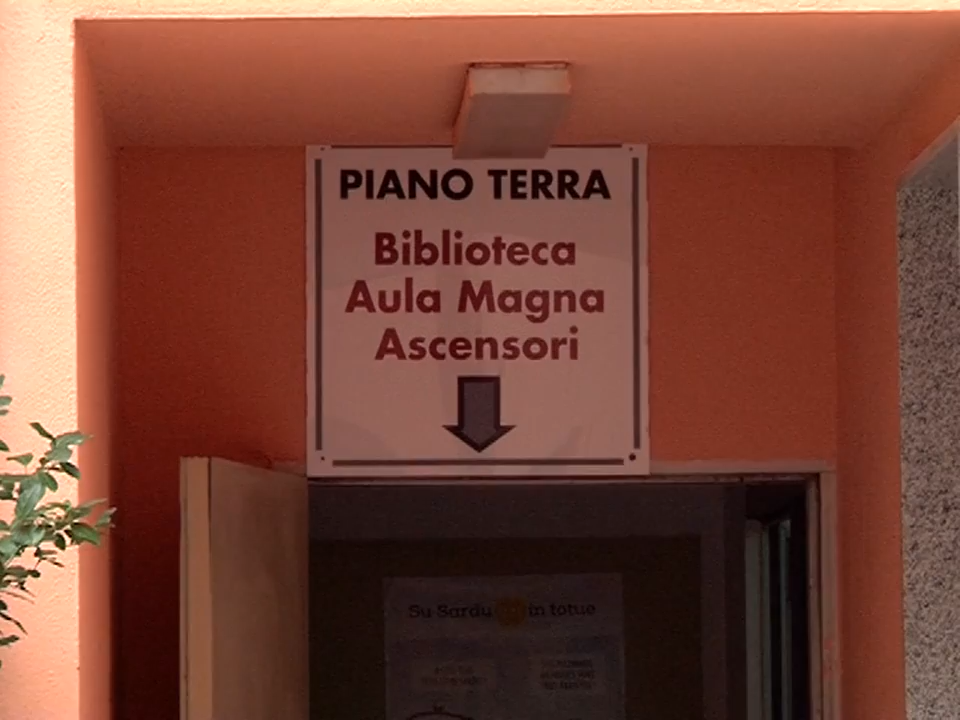 PIANO TERRA
Biblioteca
Aula Magna
Ascensori
Su Sardu in totue